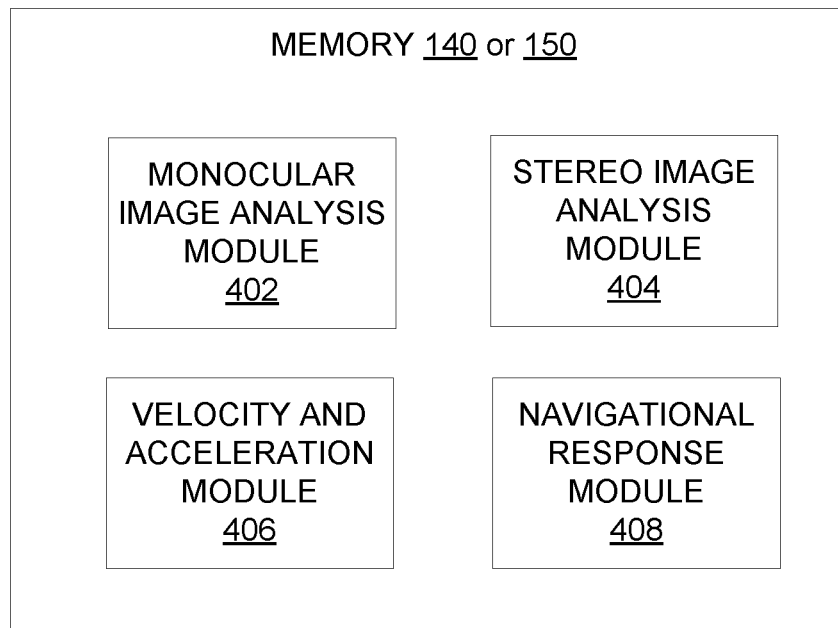 MEMORY 140 or 150
MONOCULAR
IMAGE ANALYSIS
MODULE
402
STEREO IMAGE
ANALYSIS
MODULE
404
VELOCITY AND
ACCELERATION
MODULE
406
NAVIGATIONAL
RESPONSE
MODULE
408